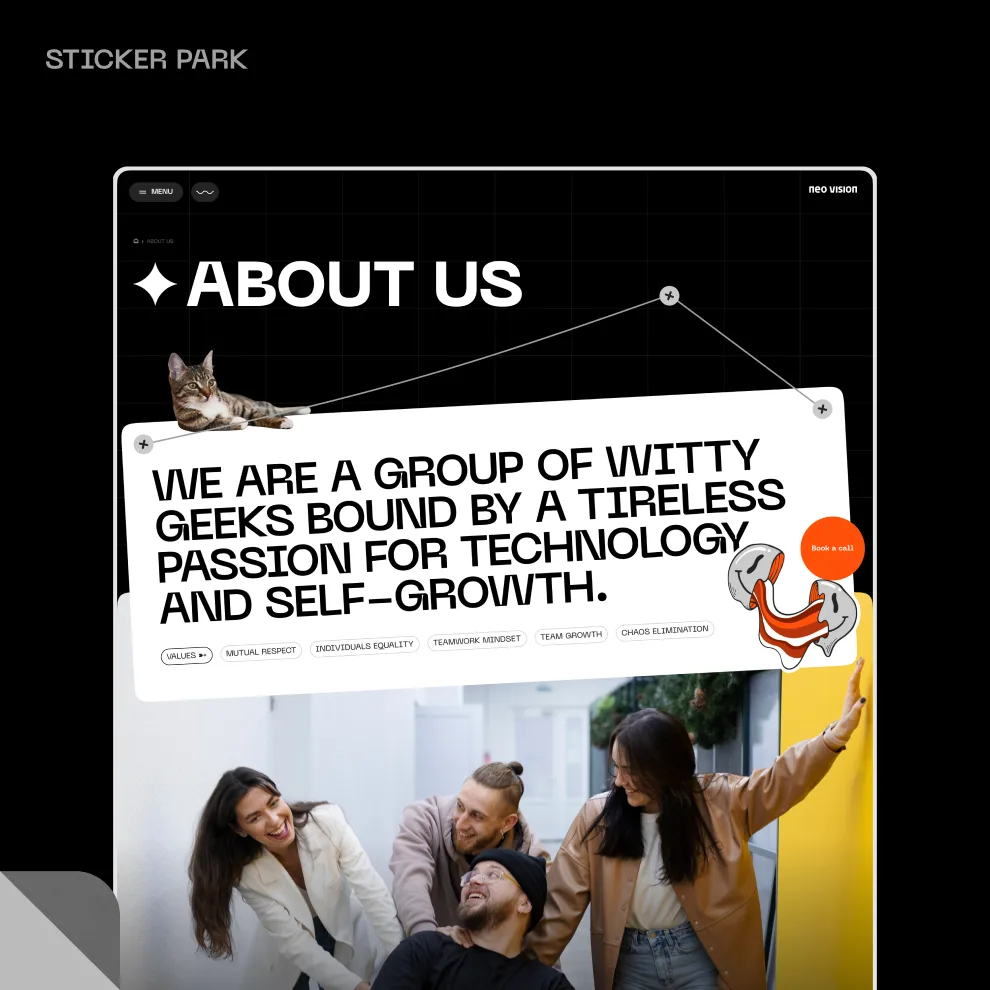 STICKER PARK
MENU
neo vision
ABOUT US
ABOUT US
WE ARE A GROUP OF WITTY
GEEKS BOUND BY A TIRELESS
PASSION FOR TECHNOLOGY
AND SELF-GROWTH.
Book a call
VALUES
MUTUAL RESPECT
INDIVIDUALS EQUALITY
TEAMWORK MINDSET
TEAM GROWTH
CHAOS ELIMINATION